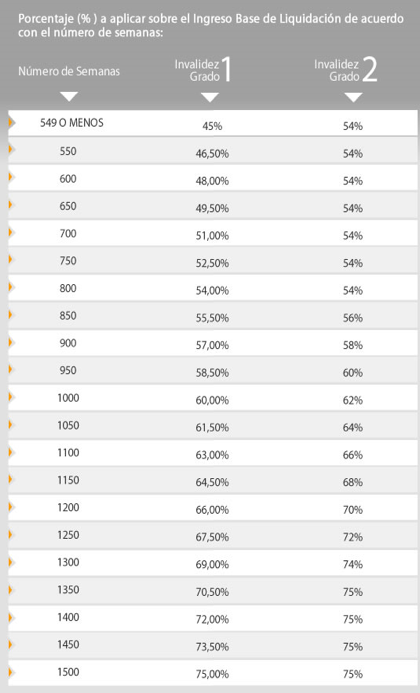 Porcentaje (% ) a aplicar sobre el Ingreso Base de Liquidación de acuerdo
con el número de semanas:
Número de Semanas Invalidez Grado 1 Invalidez Grado 2
549 O MENOS 45% 54%
550 46,50% 54%
600 48,00% 54%
650 49,50% 54%
700 51,00% 54%
750 52,50% 54%
800 54,00% 54%
850 55,50% 56%
900 57,00% 58%
950 58,50% 60%
1000 60,00% 62%
1050 61,50% 64%
1100 63,00% 66%
1150 64,50% 68%
1200 66,00% 70%
1250 67,50% 72%
1300 69,00% 74%
1350 70,50% 75%
1400 72,00% 75%
1450 73,50% 75%
1500 75,00% 75%